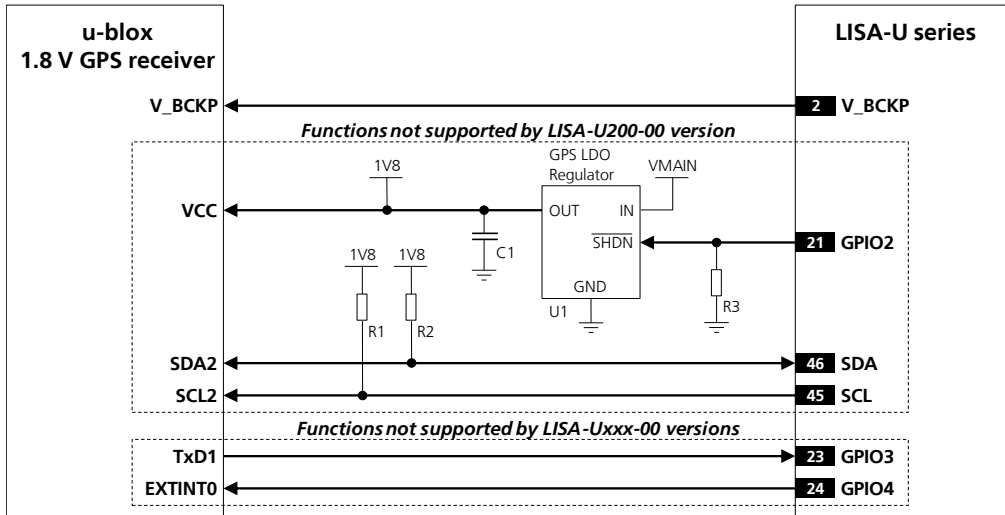 u-blox
1.8 V GPS receiver
LISA-U series
V_BCKP
2 V_BCKP
Functions not supported by LISA-U200-00 version
GPS LDO
Regulator
1V8
VMAIN
VCC
OUT
IN
SHDN
21 GPIO2
C1
1V8
1V8
GND
U1
R3
R1
R2
SDA2
46 SDA
SCL2
45 SCL
Functions not supported by LISA-Uxxx-00 versions
TxD1
23 GPIO3
EXTINT0
24 GPIO4